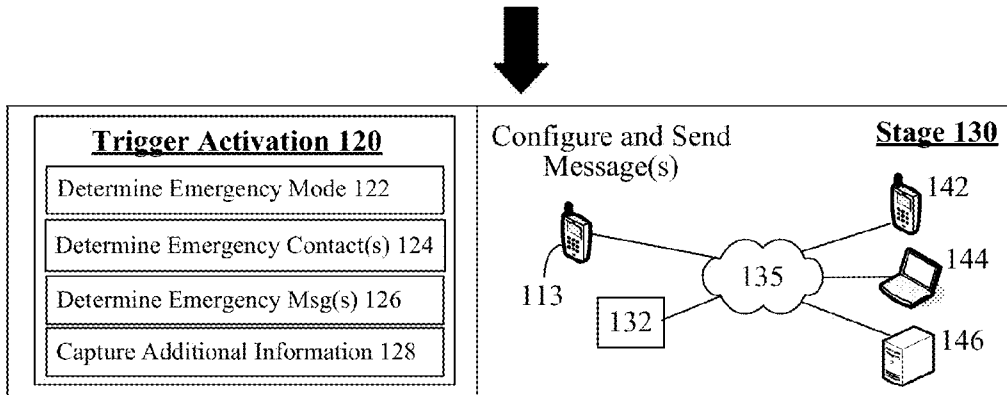 Trigger Activation 120
Determine Emergency Mode 122
Determine Emergency Contact(s) 124
Determine Emergency Msg(s) 126
Capture Additional Information 128
Configure and Send
Message(s)
Stage 130
113
132
135
142
144
146